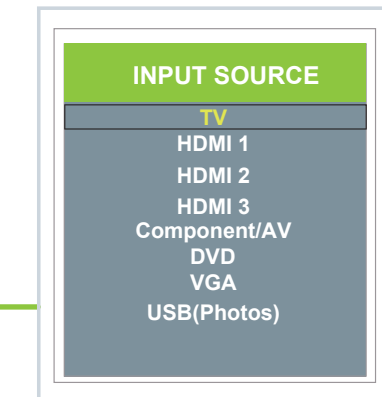 INPUT SOURCE
TV
HDMI 1
HDMI 2
HDMI 3
Component/AV
DVD
VGA
USB(Photos)